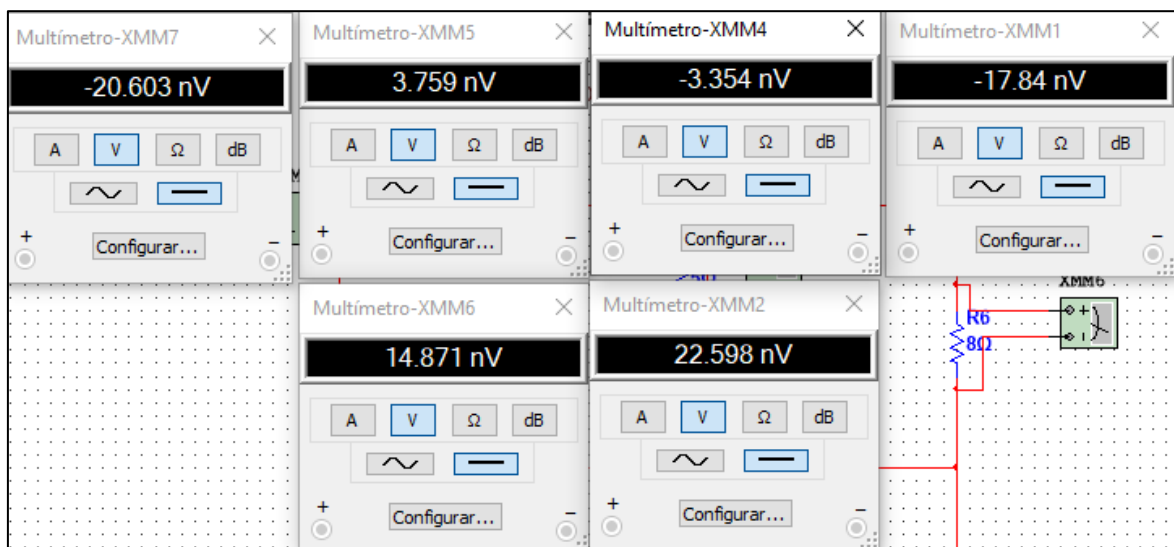 Multímetro-XMM7
-20.603 nV
A V Ω dB
+ Configurar... −
Multímetro-XMM5
3.759 nV
A V Ω dB
+ Configurar... −
Multímetro-XMM4
-3.354 nV
A V Ω dB
+ Configurar... −
Multímetro-XMM1
-17.84 nV
A V Ω dB
+ Configurar... −
Multímetro-XMM6
14.871 nV
A V Ω dB
+ Configurar... −
Multímetro-XMM2
22.598 nV
A V Ω dB
+ Configurar... −
XMM6
R6
8Ω